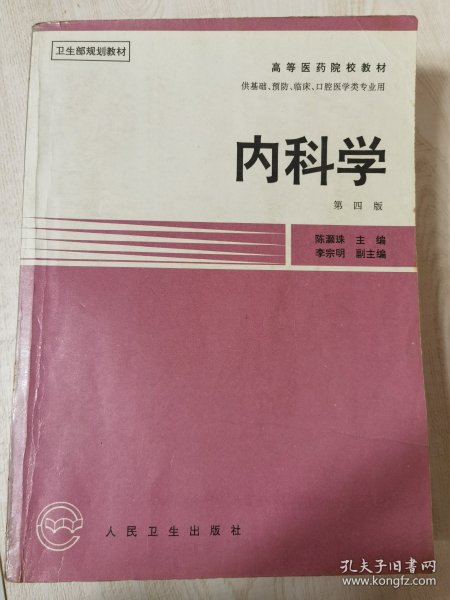 卫生部规划教材
高等医药院校教材
供基础、预防、临床、口腔医学类专业用
内科学
第四版
陈灏珠 主编
李宗明 副主编
人民卫生出版社
孔夫子旧书网
www.kongfz.com